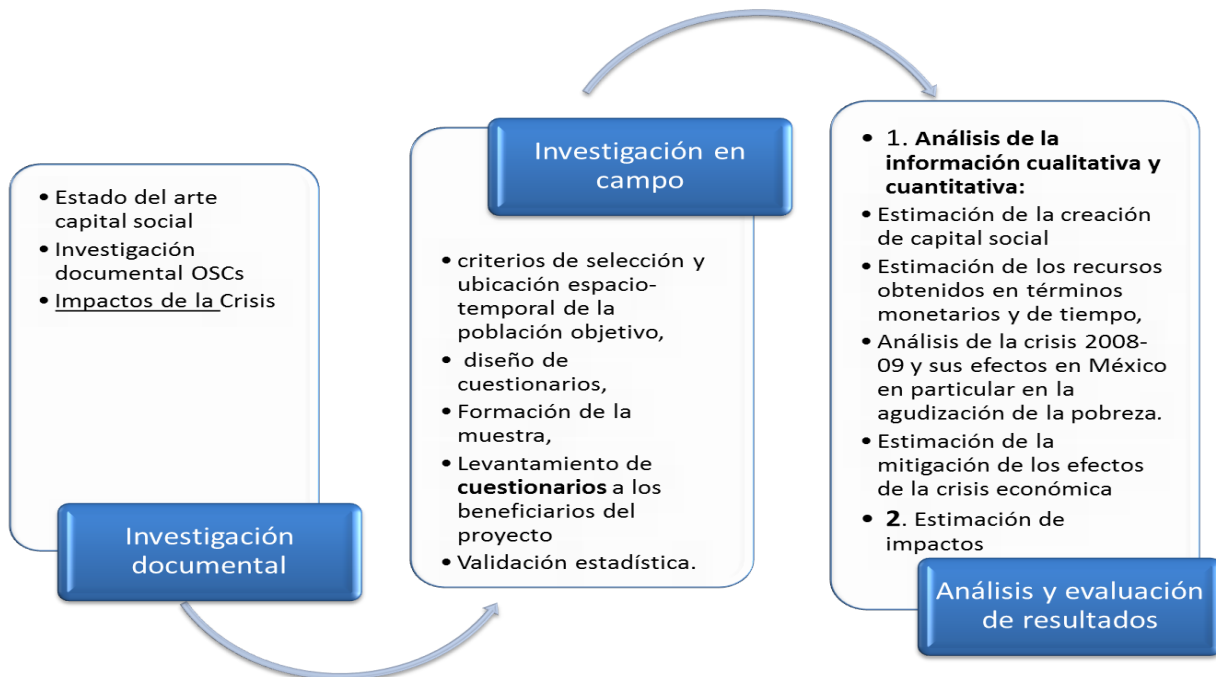 • Estado del arte
capital social
• Investigación
documental OSCs
• Impactos de la Crisis
Investigación
documental
Investigación en
campo
• criterios de selección y
ubicación espacio-
temporal de la
población objetivo,
• diseño de
cuestionarios,
• Formación de la
muestra,
• Levantamiento de
cuestionarios a los
beneficiarios del
proyecto
• Validación estadística.
• 1. Análisis de la
información cualitativa y
cuantitativa:
• Estimación de la creación
de capital social
• Estimación de los recursos
obtenidos en términos
monetarios y de tiempo,
• Análisis de la crisis 2008-
09 y sus efectos en México
en particular en la
agudización de la pobreza.
• Estimación de la
mitigación de los efectos
de la crisis económica
• 2. Estimación de
impactos
Análisis y evaluación
de resultados